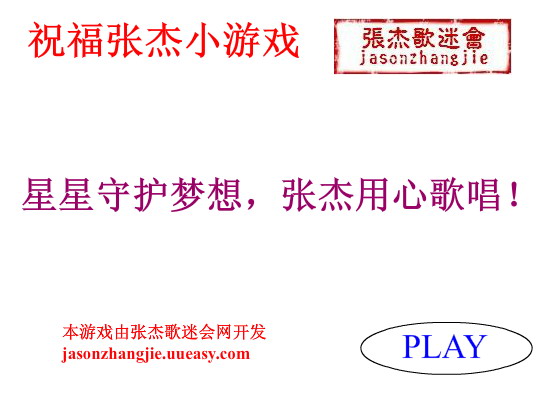 祝福张杰小游戏
張杰歌迷會
jasonzhangjie
星星守护梦想，张杰用心歌唱！
本游戏由张杰歌迷会网开发
jasonzhangjie.uueasy.com
PLAY